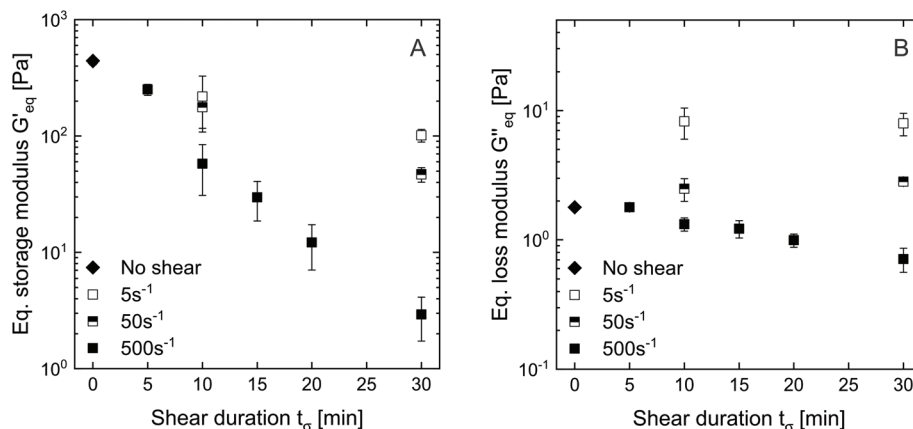 A
Eq. storage modulus G'eq [Pa]
10³
10²
10¹
10⁰
No shear
5s⁻¹
50s⁻¹
500s⁻¹
0 5 10 15 20 25 30
Shear duration tσ [min]
B
Eq. loss modulus G''eq [Pa]
10¹
10⁰
10⁻¹
No shear
5s⁻¹
50s⁻¹
500s⁻¹
0 5 10 15 20 25 30
Shear duration tσ [min]